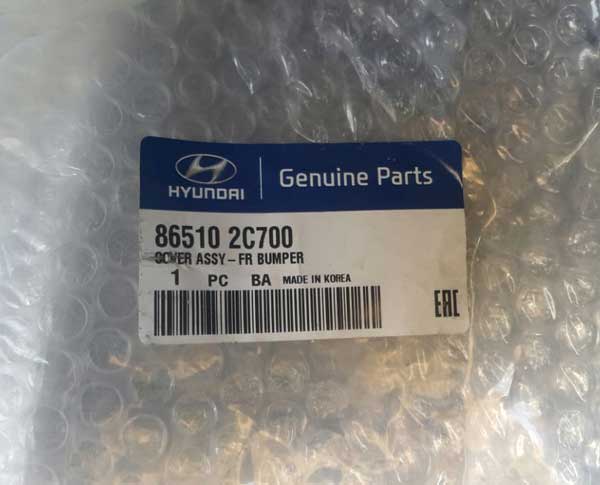 HYUNDAI
Genuine Parts
86510 2C700
COVER ASSY-FR BUMPER
1 PC BA MADE IN KOREA
EAC